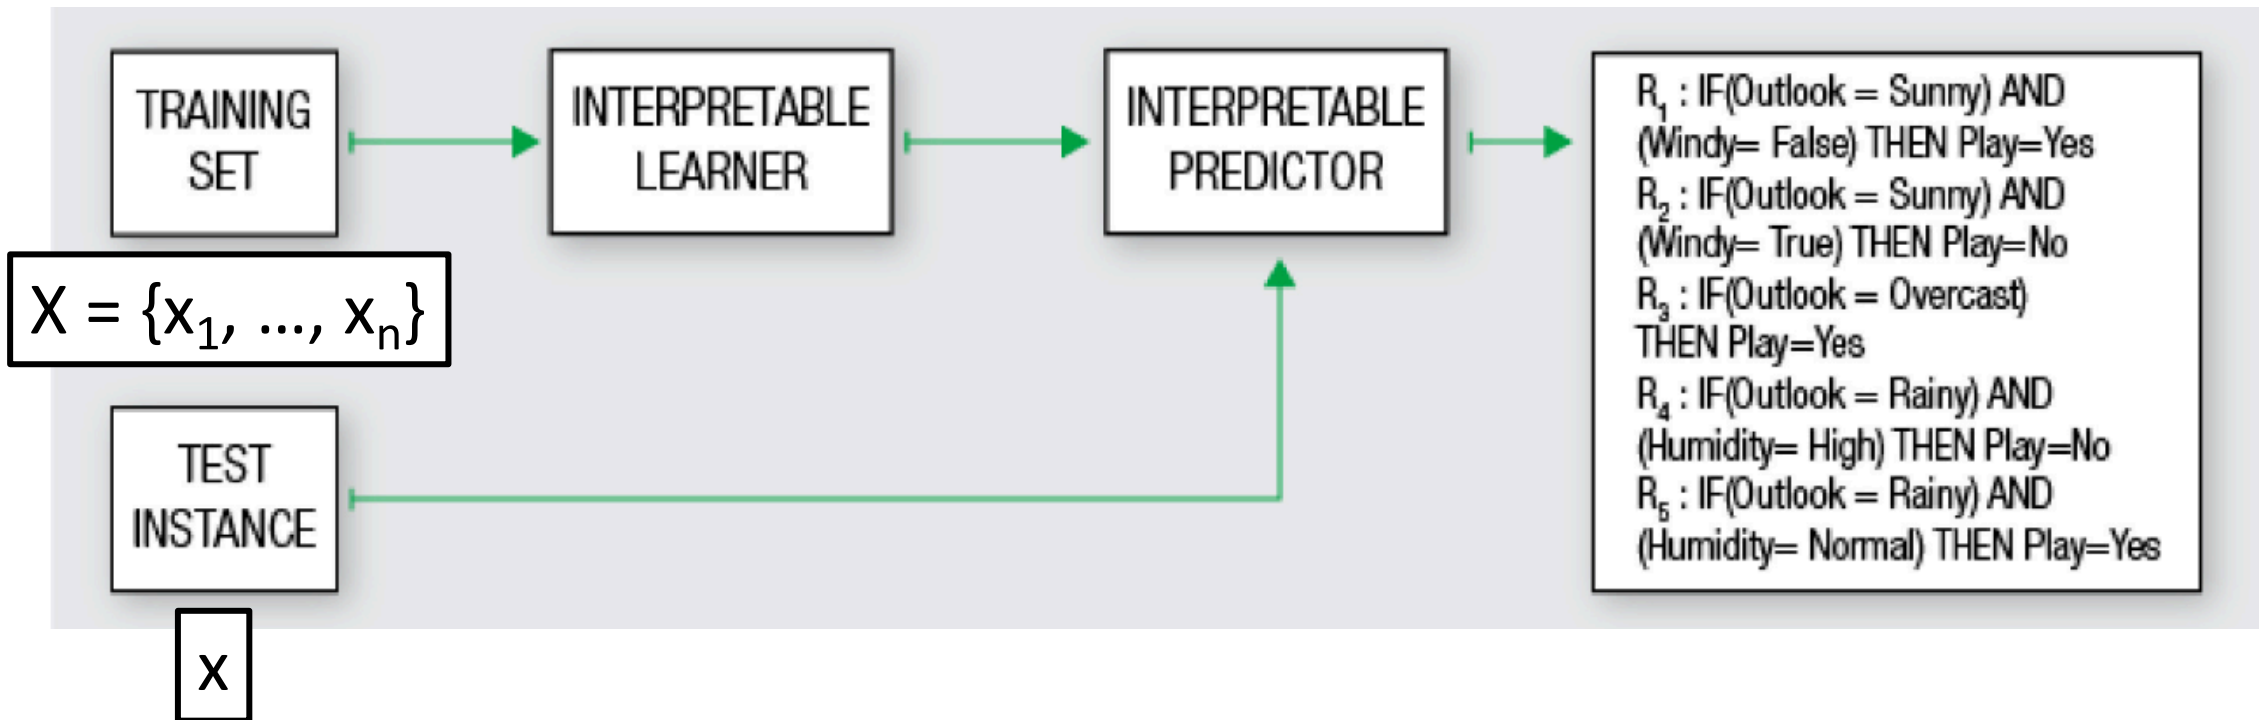 TRAINING
SET
X = {x₁, ..., xₙ}
TEST
INSTANCE
x
INTERPRETABLE
LEARNER
INTERPRETABLE
PREDICTOR
R₁ : IF(Outlook = Sunny) AND
(Windy= False) THEN Play=Yes
R₂ : IF(Outlook = Sunny) AND
(Windy= True) THEN Play=No
R₃ : IF(Outlook = Overcast)
THEN Play=Yes
R₄ : IF(Outlook = Rainy) AND
(Humidity= High) THEN Play=No
R₅ : IF(Outlook = Rainy) AND
(Humidity= Normal) THEN Play=Yes